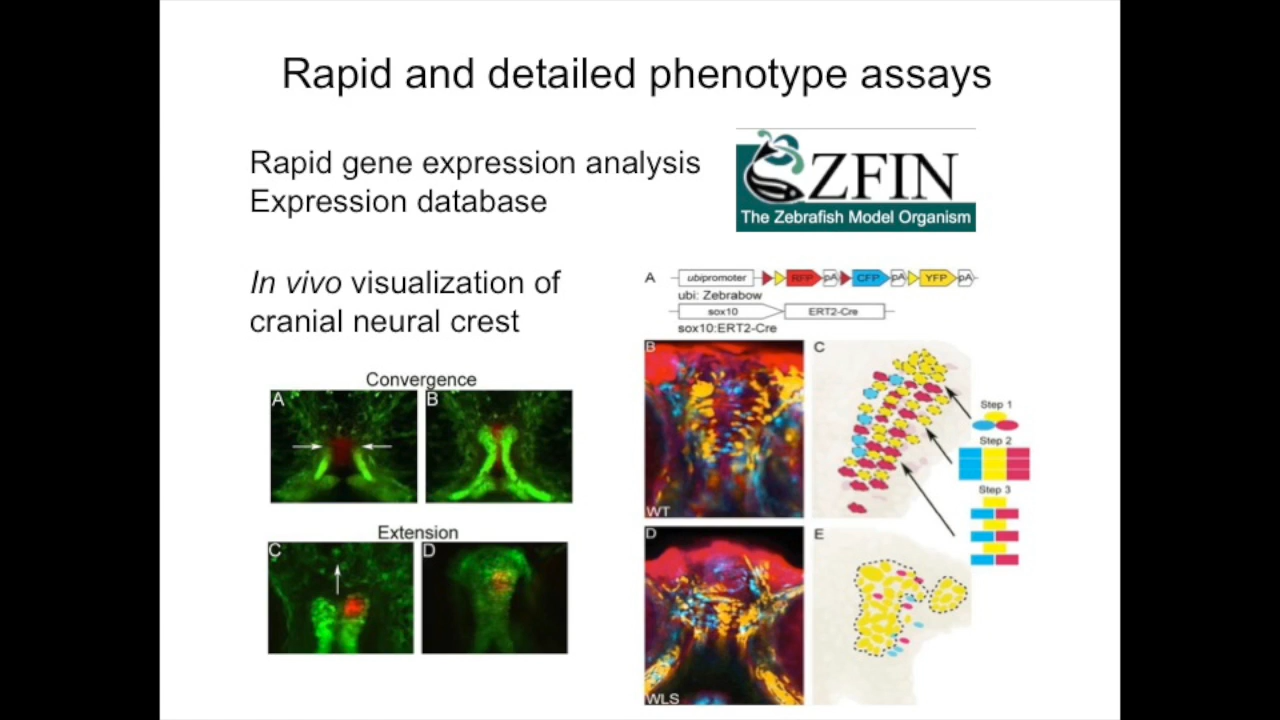 Rapid and detailed phenotype assays
Rapid gene expression analysis
Expression database
ZFIN
The Zebrafish Model Organism
In vivo visualization of
cranial neural crest
Convergence
A
B
Extension
C
D
A
ubipromoter RFP pA CFP pA YFP pA
ubi: Zebrabow
sox10 ERT2-Cre
sox10:ERT2-Cre
B
WT
C
Step 1
Step 2
Step 3
D
WLS
E